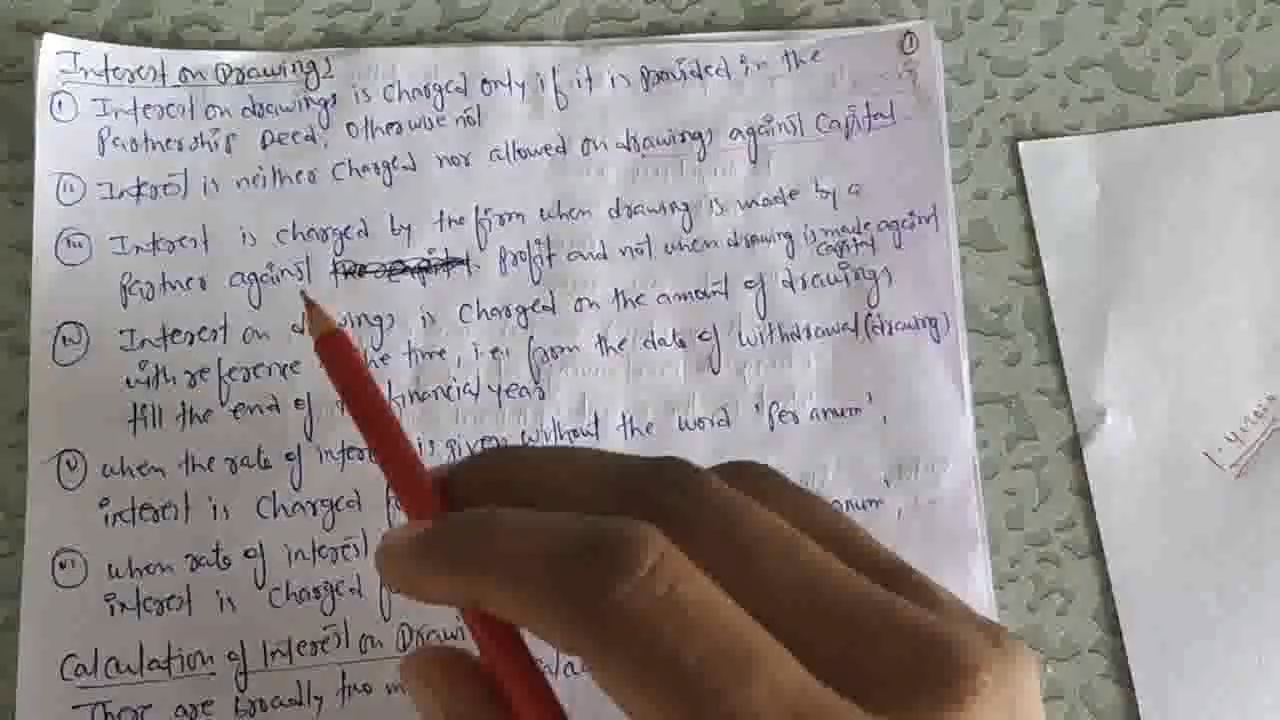 ①
Interest on Drawings
(i) Interest on drawings is charged only if it is provided in the
Partnership Deed, otherwise not
(ii) Interest is neither charged nor allowed on drawings against Capital.
(iii) Interest is charged by the firm when drawing is made by a
Partner against profit and not when drawing is made against
capital
(iv) Interest on drawings is charged on the amount of drawings
with reference the time, i.e. from the date of withdrawal (drawing)
till the end of financial year
(v) when the rate of interest is given without the word 'Per anum',
interest is charged
(vi) when rate of interest anum',
interest is charged
Calculation of Interest on Drawi
There are broadly two